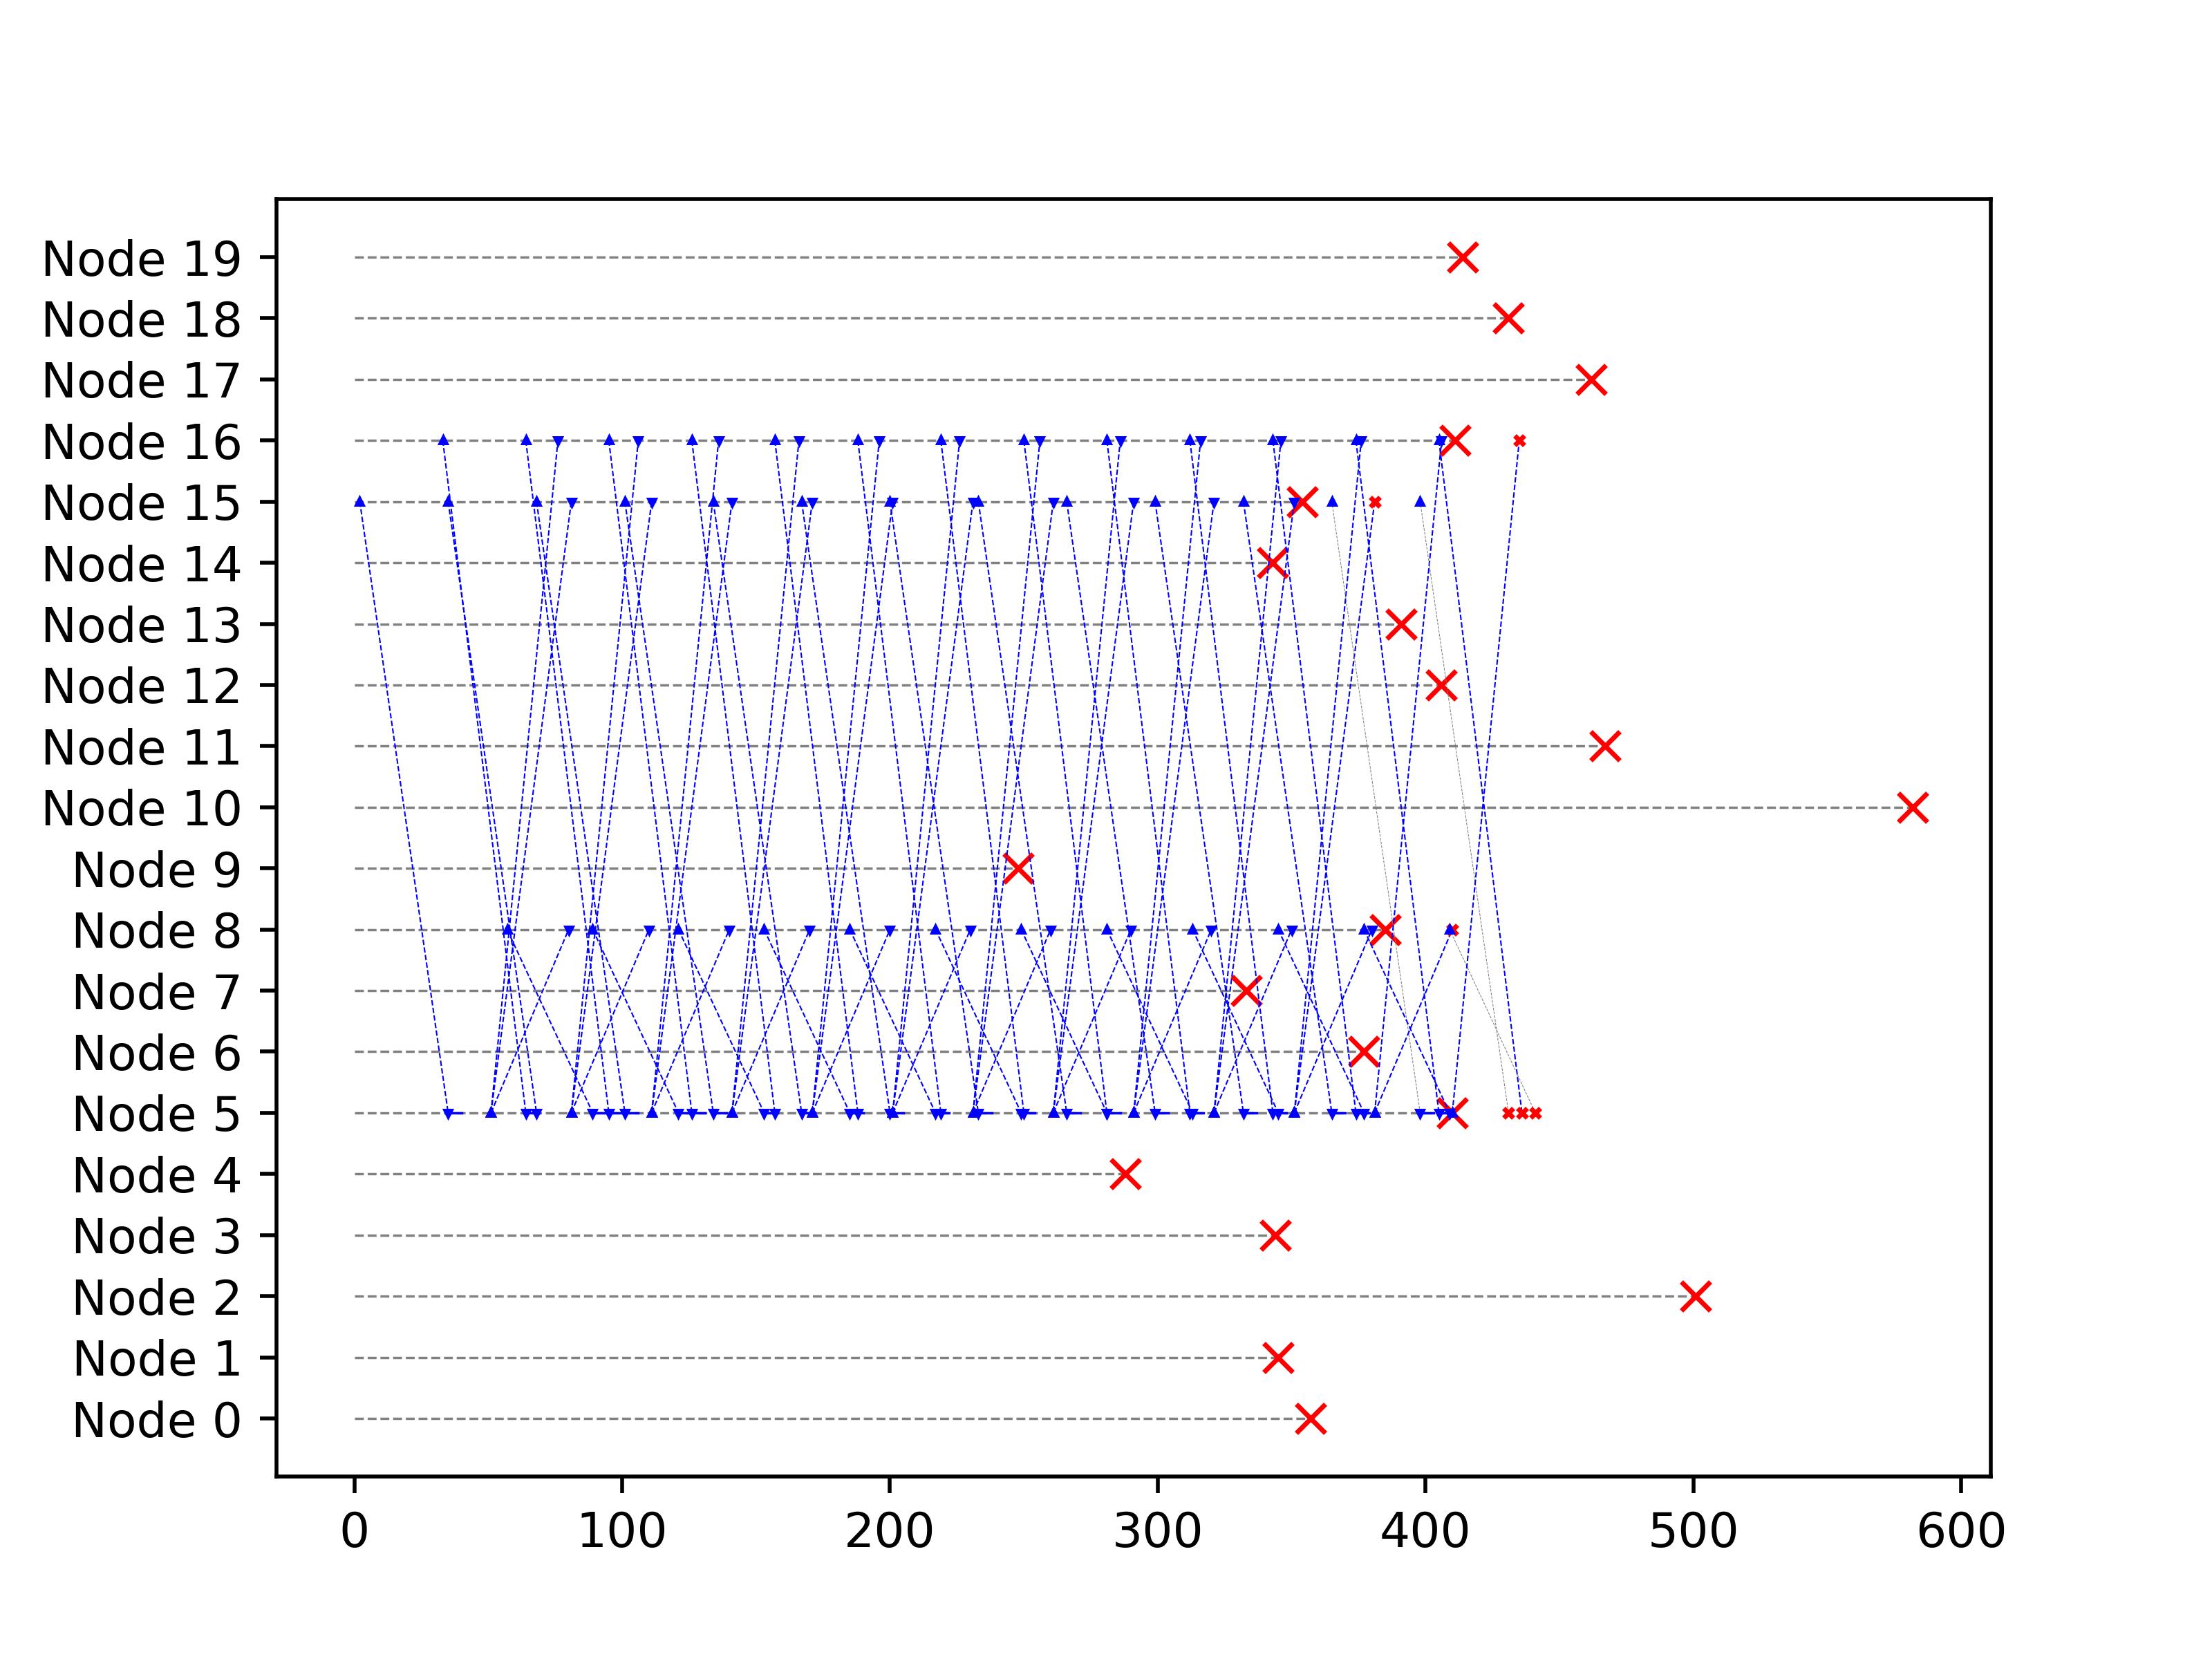 Node 19
Node 18
Node 17
Node 16
Node 15
Node 14
Node 13
Node 12
Node 11
Node 10
Node 9
Node 8
Node 7
Node 6
Node 5
Node 4
Node 3
Node 2
Node 1
Node 0
0 100 200 300 400 500 600